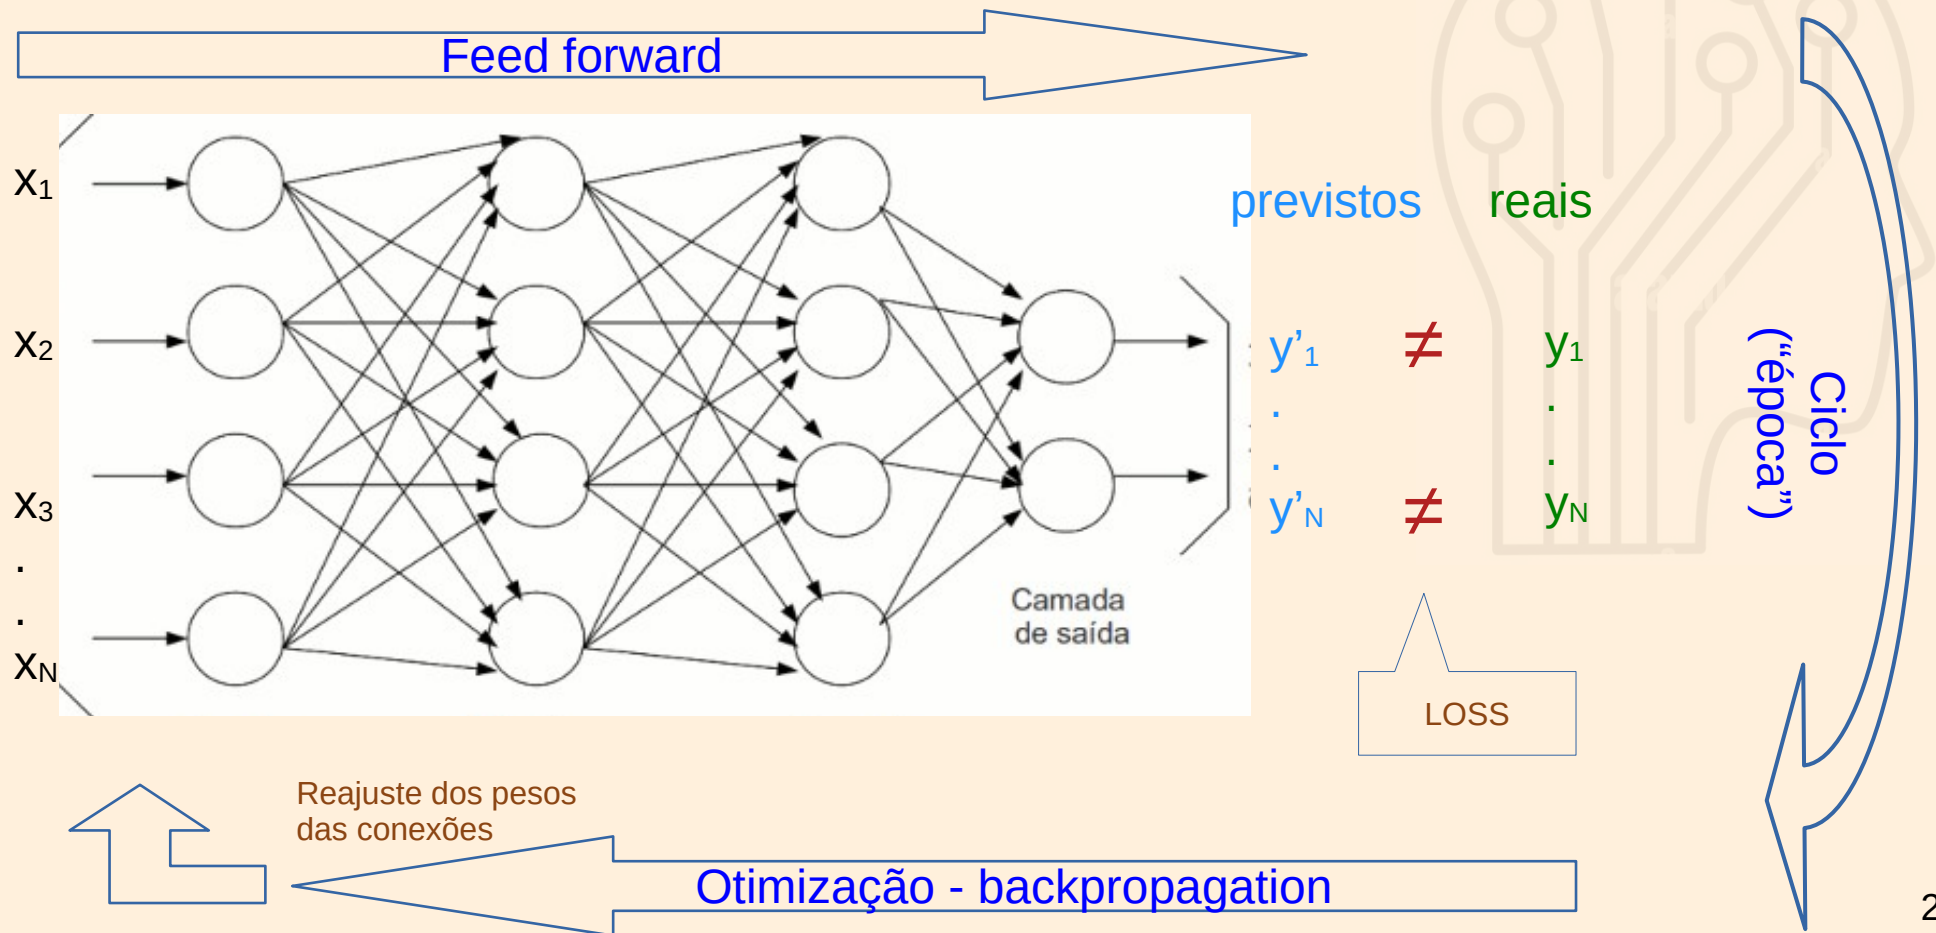 Feed forward
x1
x2
x3
.
.
xN
previstos reais
y’1 ≠ y1
. .
. .
y’N ≠ yN
Camada
de saída
LOSS
Ciclo
(“época”)
Reajuste dos pesos
das conexões
Otimização - backpropagation
2